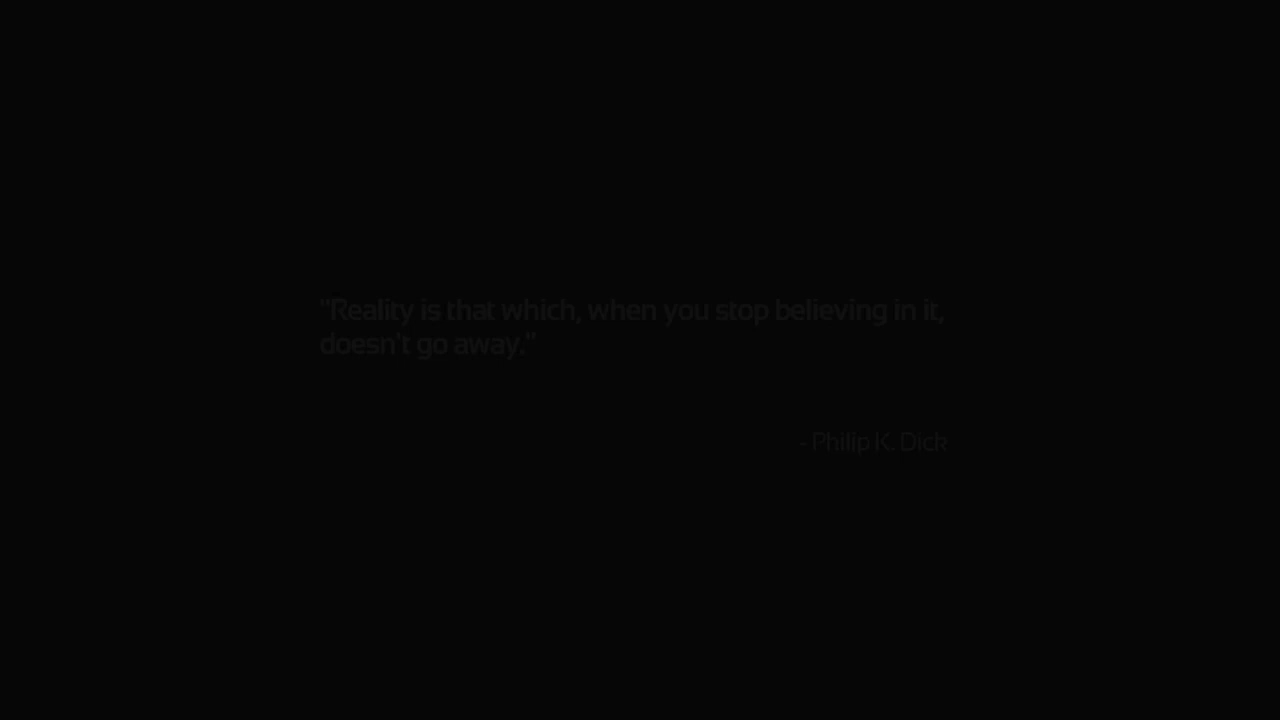 "Reality is that which, when you stop believing in it,
doesn't go away."
- Philip K. Dick